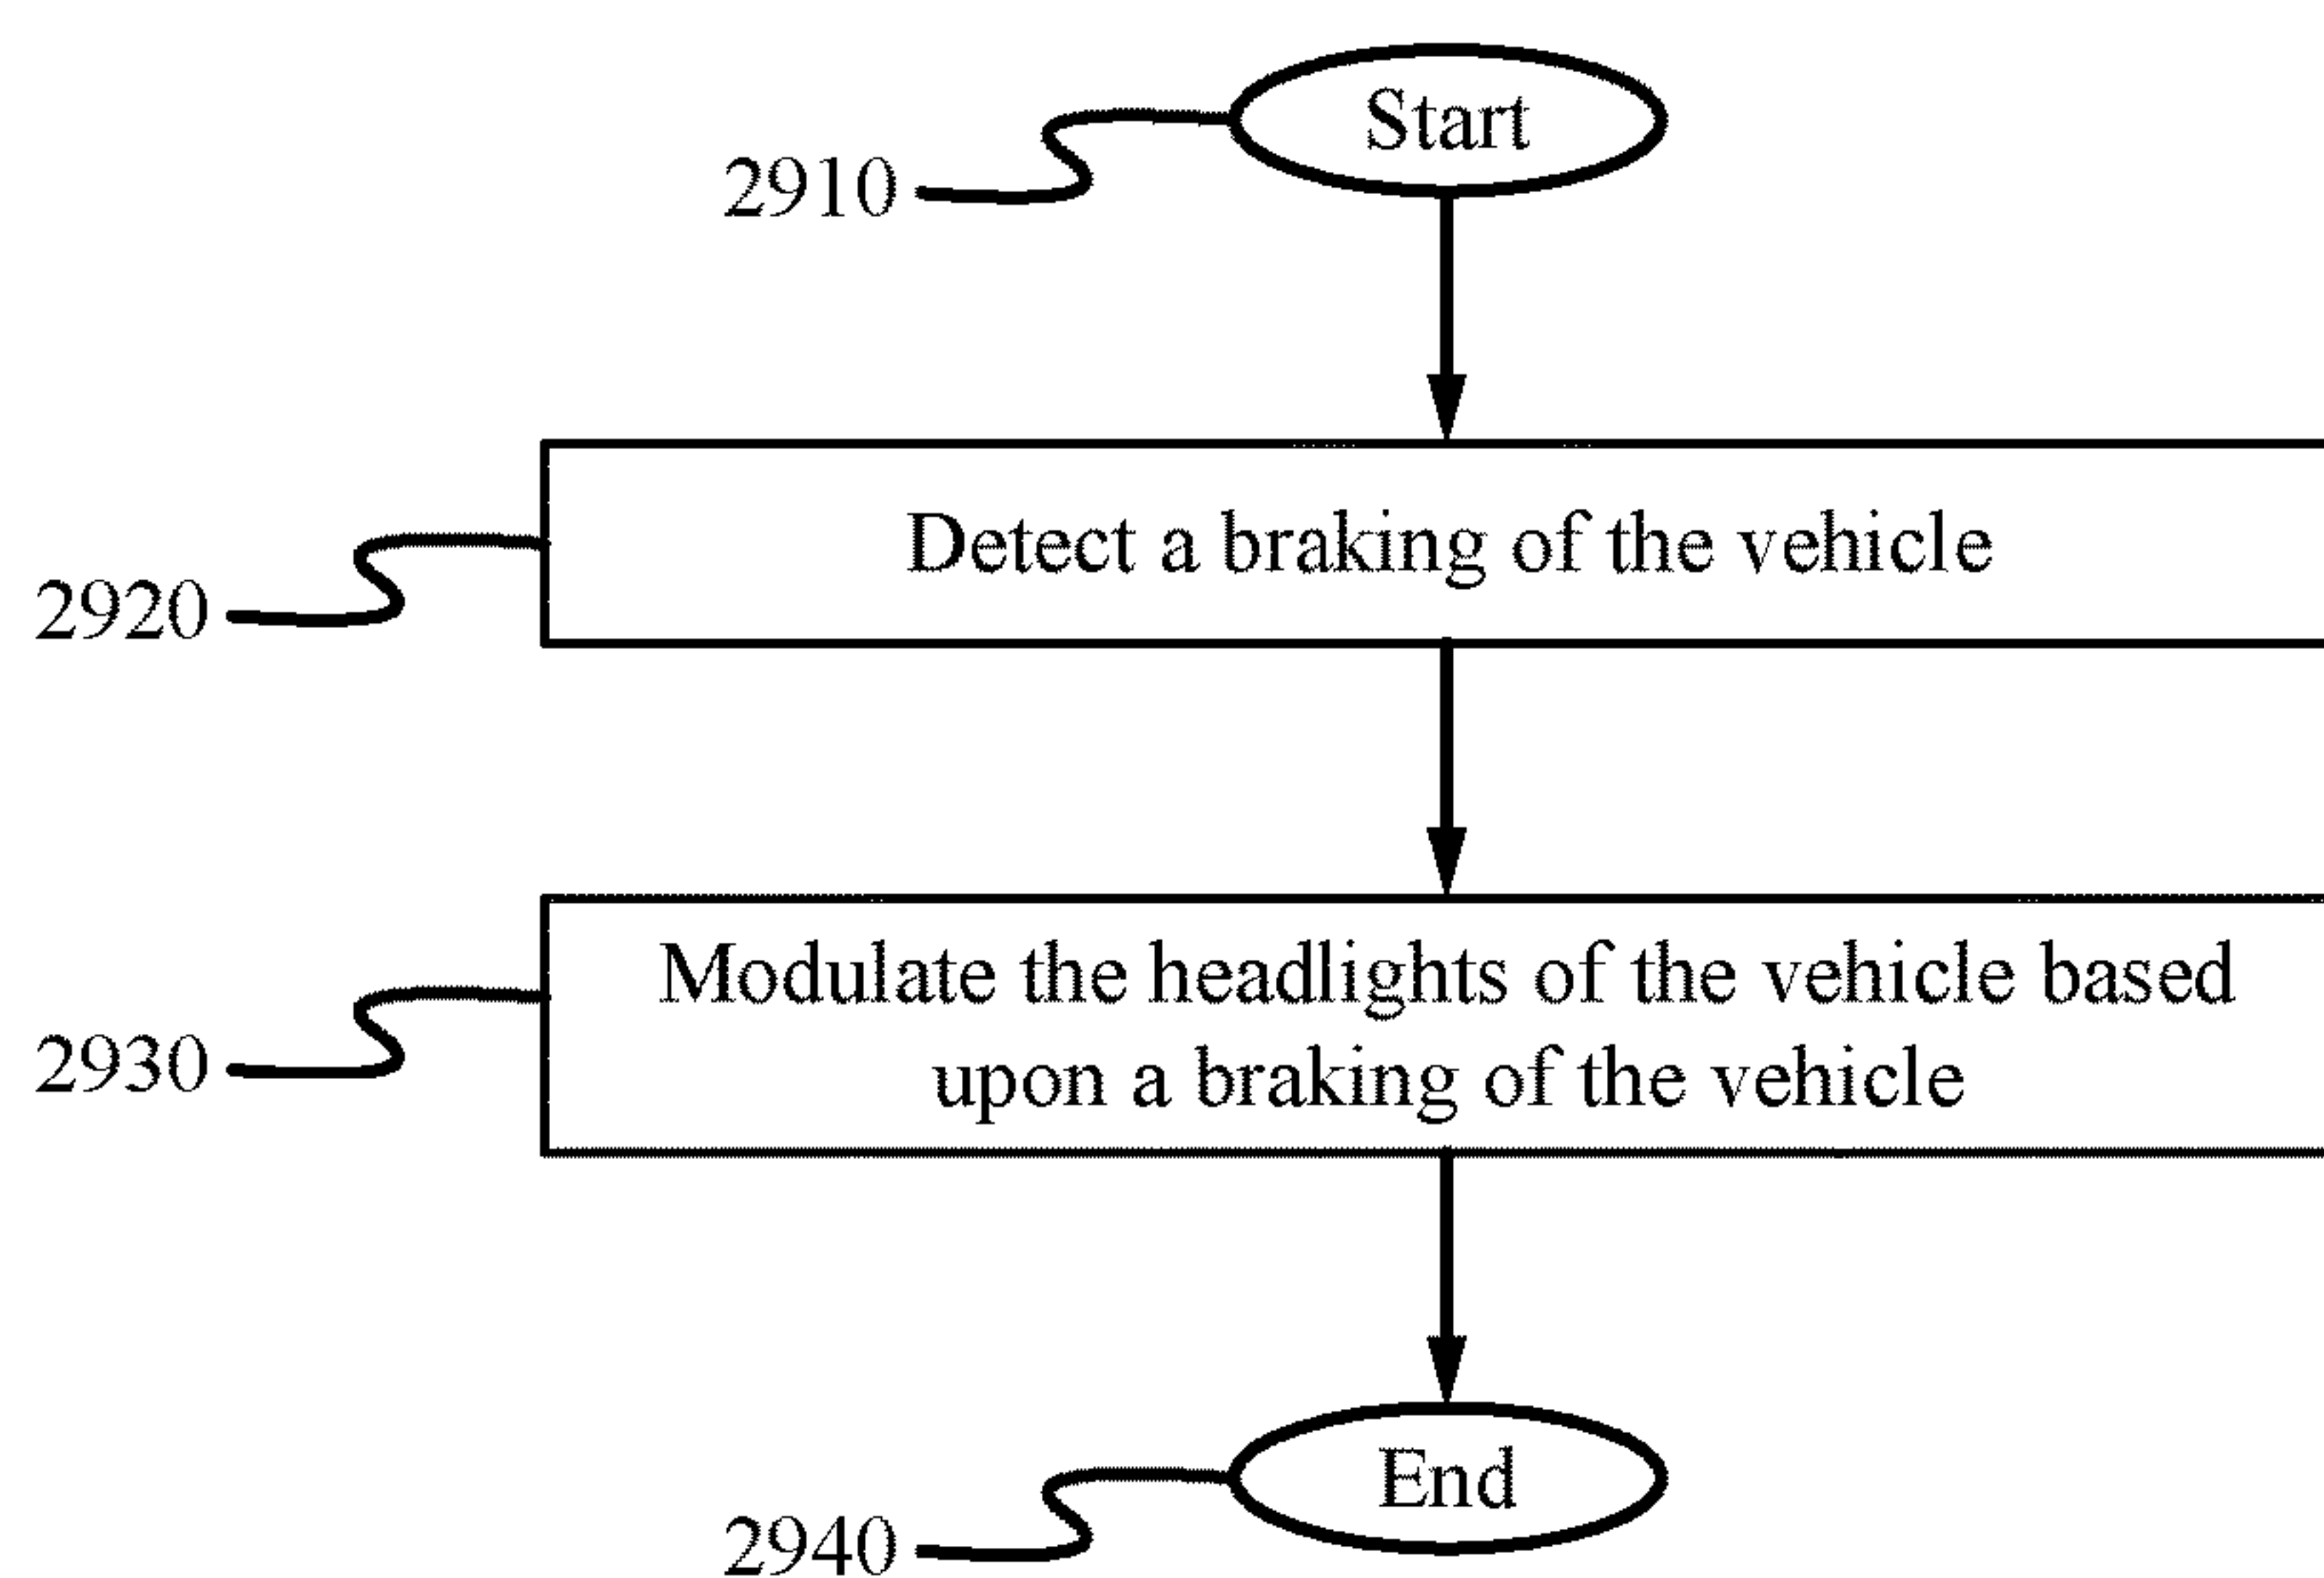 Start
2910
Detect a braking of the vehicle
2920
Modulate the headlights of the vehicle based
upon a braking of the vehicle
2930
End
2940